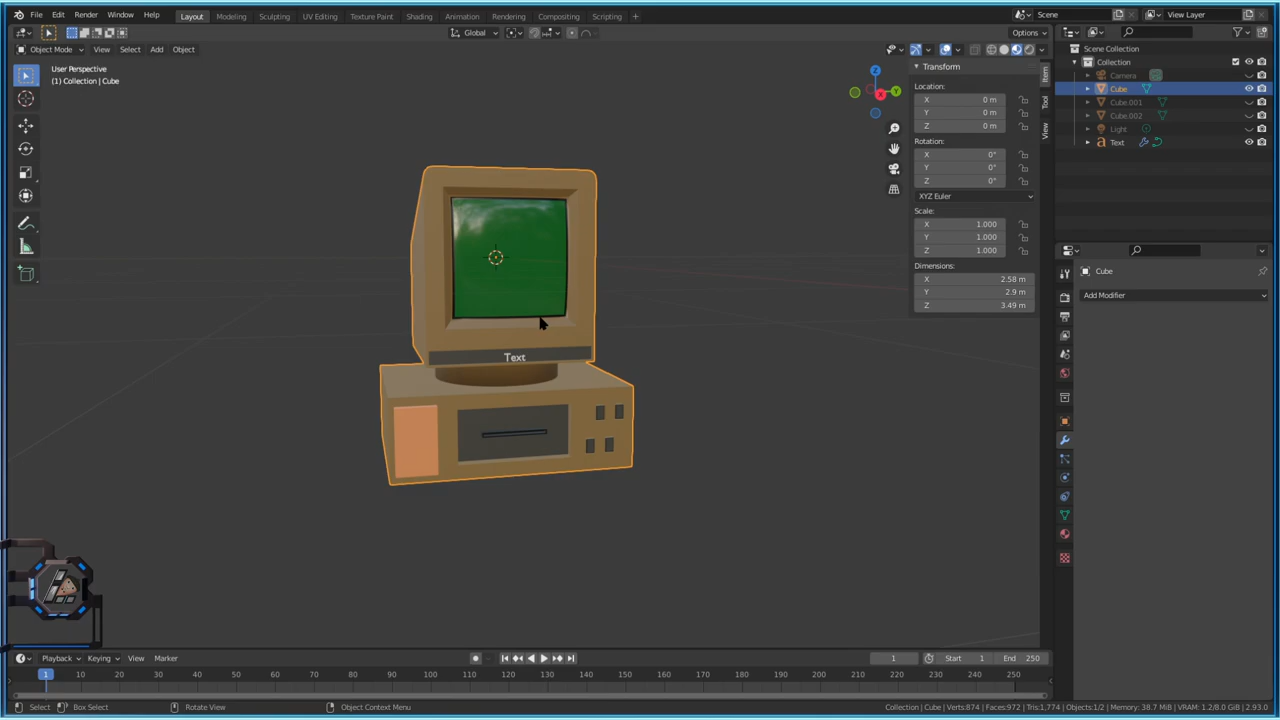 File Edit Render Window Help Layout Modeling Sculpting UV Editing Texture Paint Shading Animation Rendering Compositing Scripting + Scene View Layer
Global Options
Object Mode View Select Add Object
User Perspective
(1) Collection | Cube
Transform
Location:
X 0 m
Y 0 m
Z 0 m
Rotation:
X 0°
Y 0°
Z 0°
XYZ Euler
Scale:
X 1.000
Y 1.000
Z 1.000
Dimensions:
X 2.58 m
Y 2.9 m
Z 3.49 m
Item
Tool
View
Z
Y
X
Scene Collection
Collection
Camera
Cube
Cube.001
Cube.002
Light
Text
Cube
Add Modifier
Text
Playback Keying View Marker 1 Start 1 End 250
1 10 20 30 40 50 60 70 80 90 100 110 120 130 140 150 160 170 180 190 200 210 220 230 240 250
Select Box Select Rotate View Object Context Menu Collection | Cube | Verts:874 | Faces:972 | Tris:1,774 | Objects:1/2 | Memory: 38.7 MiB | VRAM: 1.2/8.0 GiB | 2.93.0